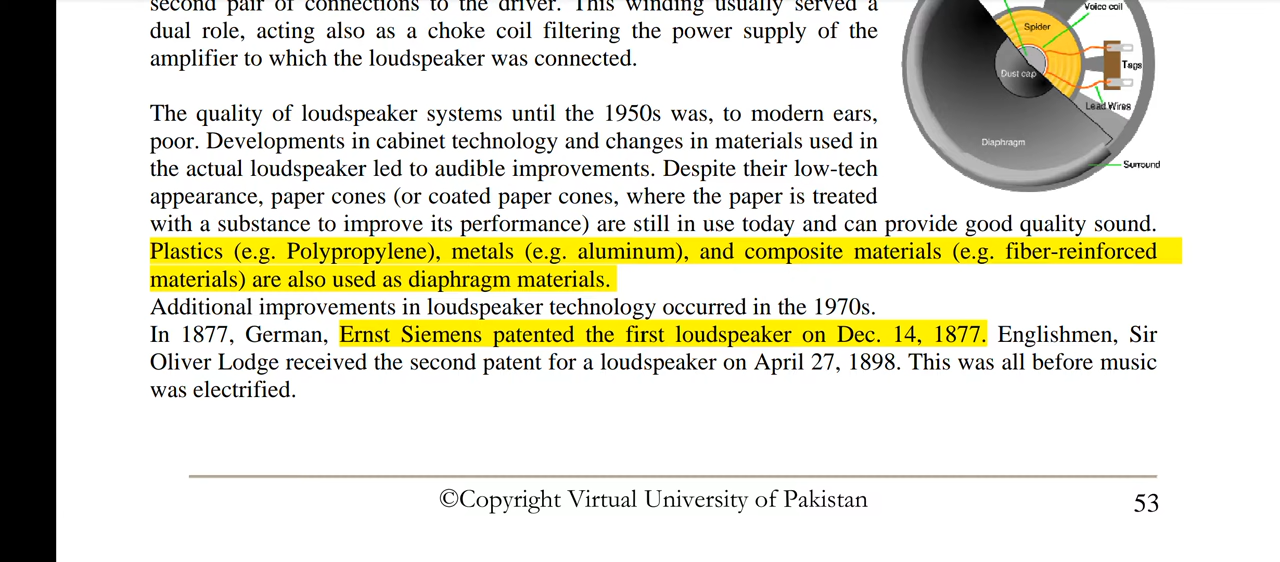 second pair of connections to the driver. This winding usually served a
dual role, acting also as a choke coil filtering the power supply of the
amplifier to which the loudspeaker was connected.
The quality of loudspeaker systems until the 1950s was, to modern ears,
poor. Developments in cabinet technology and changes in materials used in
the actual loudspeaker led to audible improvements. Despite their low-tech
appearance, paper cones (or coated paper cones, where the paper is treated
with a substance to improve its performance) are still in use today and can provide good quality sound.
Plastics (e.g. Polypropylene), metals (e.g. aluminum), and composite materials (e.g. fiber-reinforced
materials) are also used as diaphragm materials.
Additional improvements in loudspeaker technology occurred in the 1970s.
In 1877, German, Ernst Siemens patented the first loudspeaker on Dec. 14, 1877. Englishmen, Sir
Oliver Lodge received the second patent for a loudspeaker on April 27, 1898. This was all before music
was electrified.
Voice coil
Spider
Tags
Dust cap
Lead Wires
Diaphragm
Surround
©Copyright Virtual University of Pakistan
53